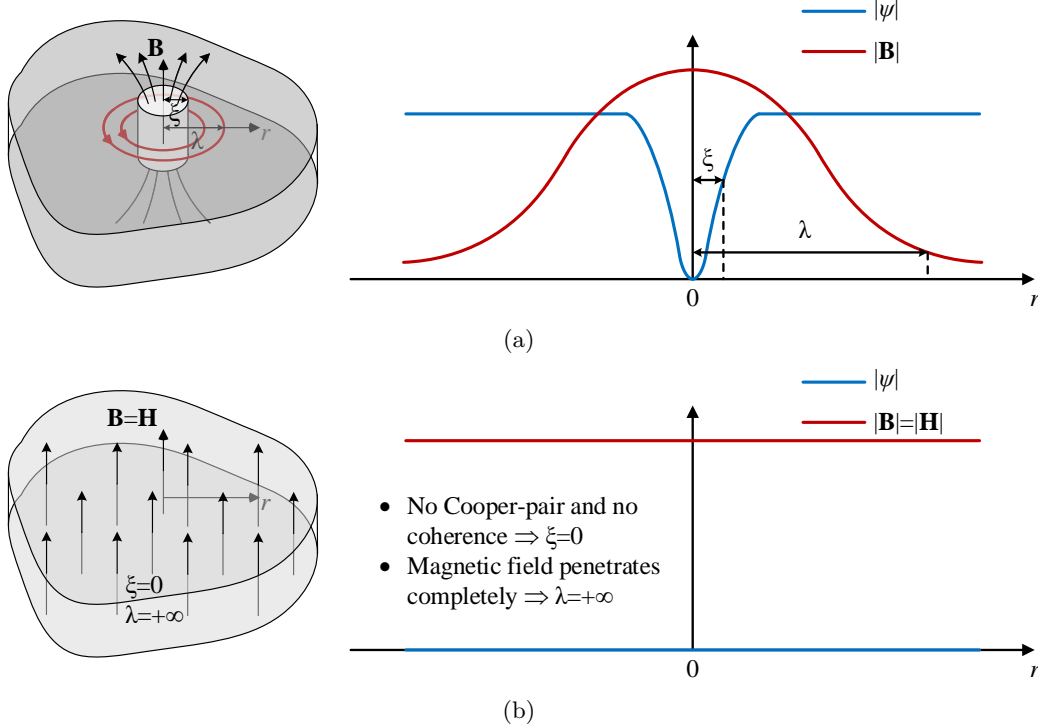 B
ξ
λ
r
|ψ|
|B|
ξ
λ
0
r
(a)
B=H
r
ξ=0
λ=+∞
|ψ|
|B|=|H|
• No Cooper-pair and no
coherence ⇒ ξ=0
• Magnetic field penetrates
completely ⇒ λ=+∞
0
r
(b)